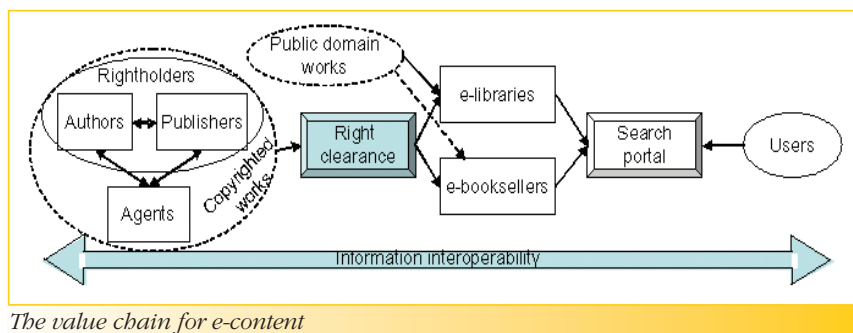 Rightholders
Authors
Publishers
Agents
Copyrighted
works
Public domain
works
Right
clearance
e-libraries
e-booksellers
Search
portal
Users
Information interoperability
The value chain for e-content